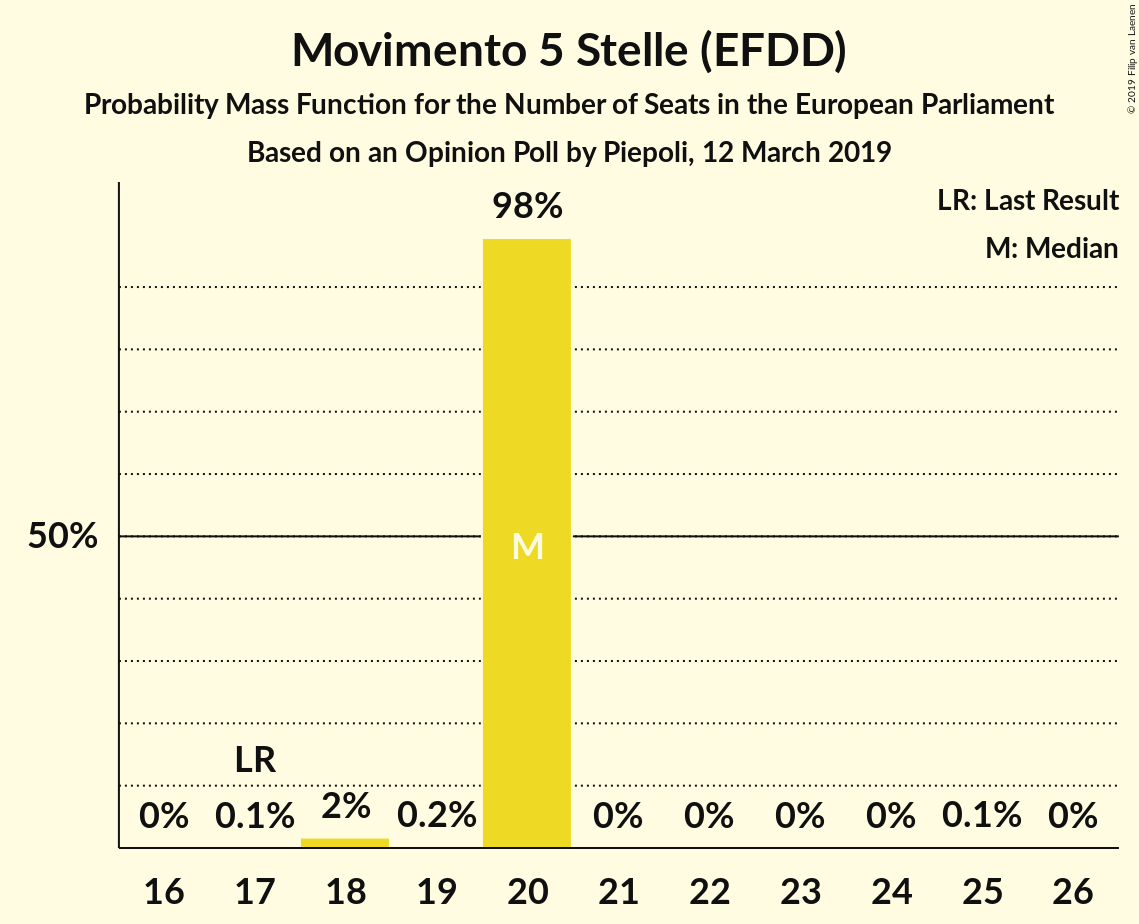 Movimento 5 Stelle (EFDD)
Probability Mass Function for the Number of Seats in the European Parliament
Based on an Opinion Poll by Piepoli, 12 March 2019
© 2019 Filip van Laenen
LR: Last Result
M: Median
98%
50%
M
LR
0% 0.1% 2% 0.2% 0% 0% 0% 0% 0.1% 0%
16 17 18 19 20 21 22 23 24 25 26